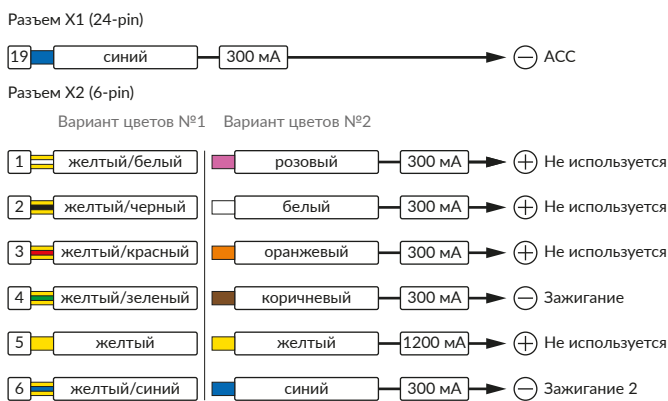 Разъем X1 (24-pin)
19 синий 300 мА − ACC
Разъем X2 (6-pin)
Вариант цветов №1 Вариант цветов №2
1 желтый/белый розовый 300 мА + Не используется
2 желтый/черный белый 300 мА + Не используется
3 желтый/красный оранжевый 300 мА + Не используется
4 желтый/зеленый коричневый 300 мА − Зажигание
5 желтый желтый 1200 мА + Не используется
6 желтый/синий синий 300 мА − Зажигание 2